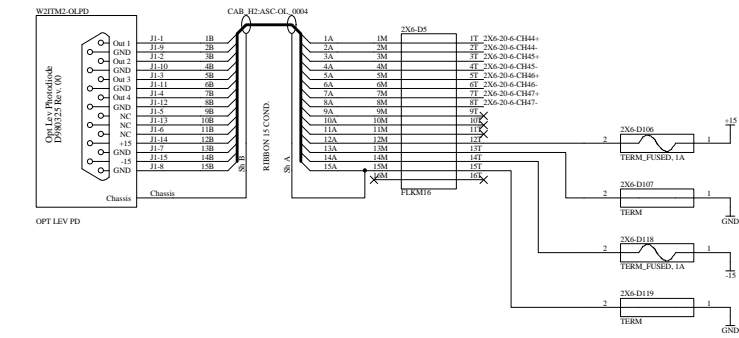 W2ITM2-OLPD
CAB_H2:ASC-OL_0004
2X6-D5
Opt Lev Photodiode
D980325 Rev. 00
Out 1 J1-1 1B 1A 1M 1T 2X6-20-6-CH44+
GND J1-9 2B 2A 2M 2T 2X6-20-6-CH44-
Out 2 J1-2 3B 3A 3M 3T 2X6-20-6-CH45+
GND J1-10 4B 4A 4M 4T 2X6-20-6-CH45-
Out 3 J1-3 5B 5A 5M 5T 2X6-20-6-CH46+
GND J1-11 6B 6A 6M 6T 2X6-20-6-CH46-
Out 4 J1-4 7B 7A 7M 7T 2X6-20-6-CH47+
GND J1-12 8B 8A 8M 8T 2X6-20-6-CH47-
NC J1-5 9B 9A 9M 9T
NC J1-13 10B 10A 10M 10T
NC J1-6 11B 11A 11M 11T
+15 J1-14 12B 12A 12M 12T
GND J1-7 13B 13A 13M 13T
-15 J1-15 14B 14A 14M 14T
GND J1-8 15B 15A 15M 15T
16M 16T
Sh B
RIBBON 15 COND.
Sh A
Chassis Chassis
FLKM16
OPT LEV PD
+15
2X6-D106
2 1
TERM_FUSED, 1A
2X6-D107
2 1
TERM
GND
2X6-D118
2 1
TERM_FUSED, 1A
-15
2X6-D119
2 1
TERM
GND